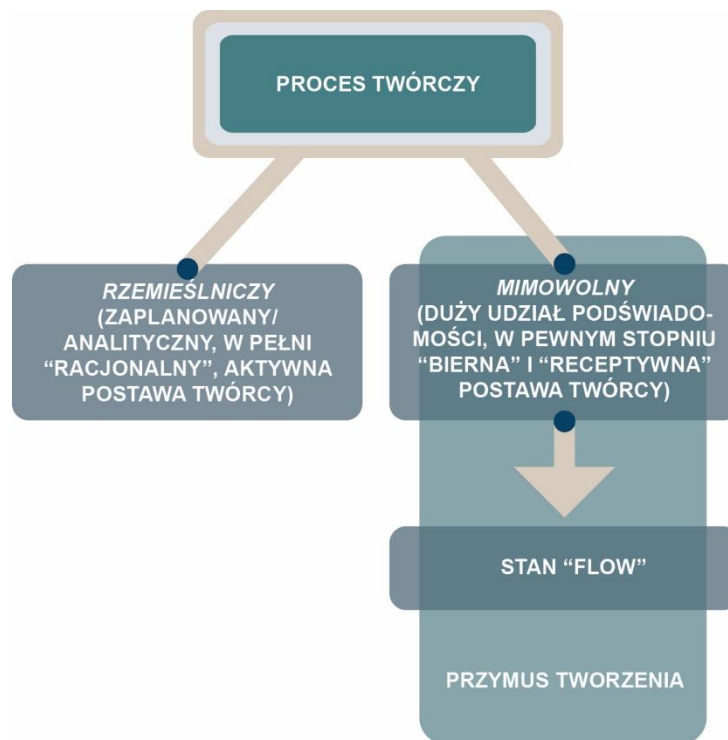 PROCES TWÓRCZY
RZEMIEŚLNICZY
(ZAPLANOWANY/
ANALITYCZNY, W PEŁNI
“RACJONALNY”, AKTYWNA
POSTAWA TWÓRCY)
MIMOWOLNY
(DUŻY UDZIAŁ PODŚWIADO-
MOŚCI, W PEWNYM STOPNIU
“BIERNA” I “RECEPTYWNA”
POSTAWA TWÓRCY)
STAN “FLOW”
PRZYMUS TWORZENIA